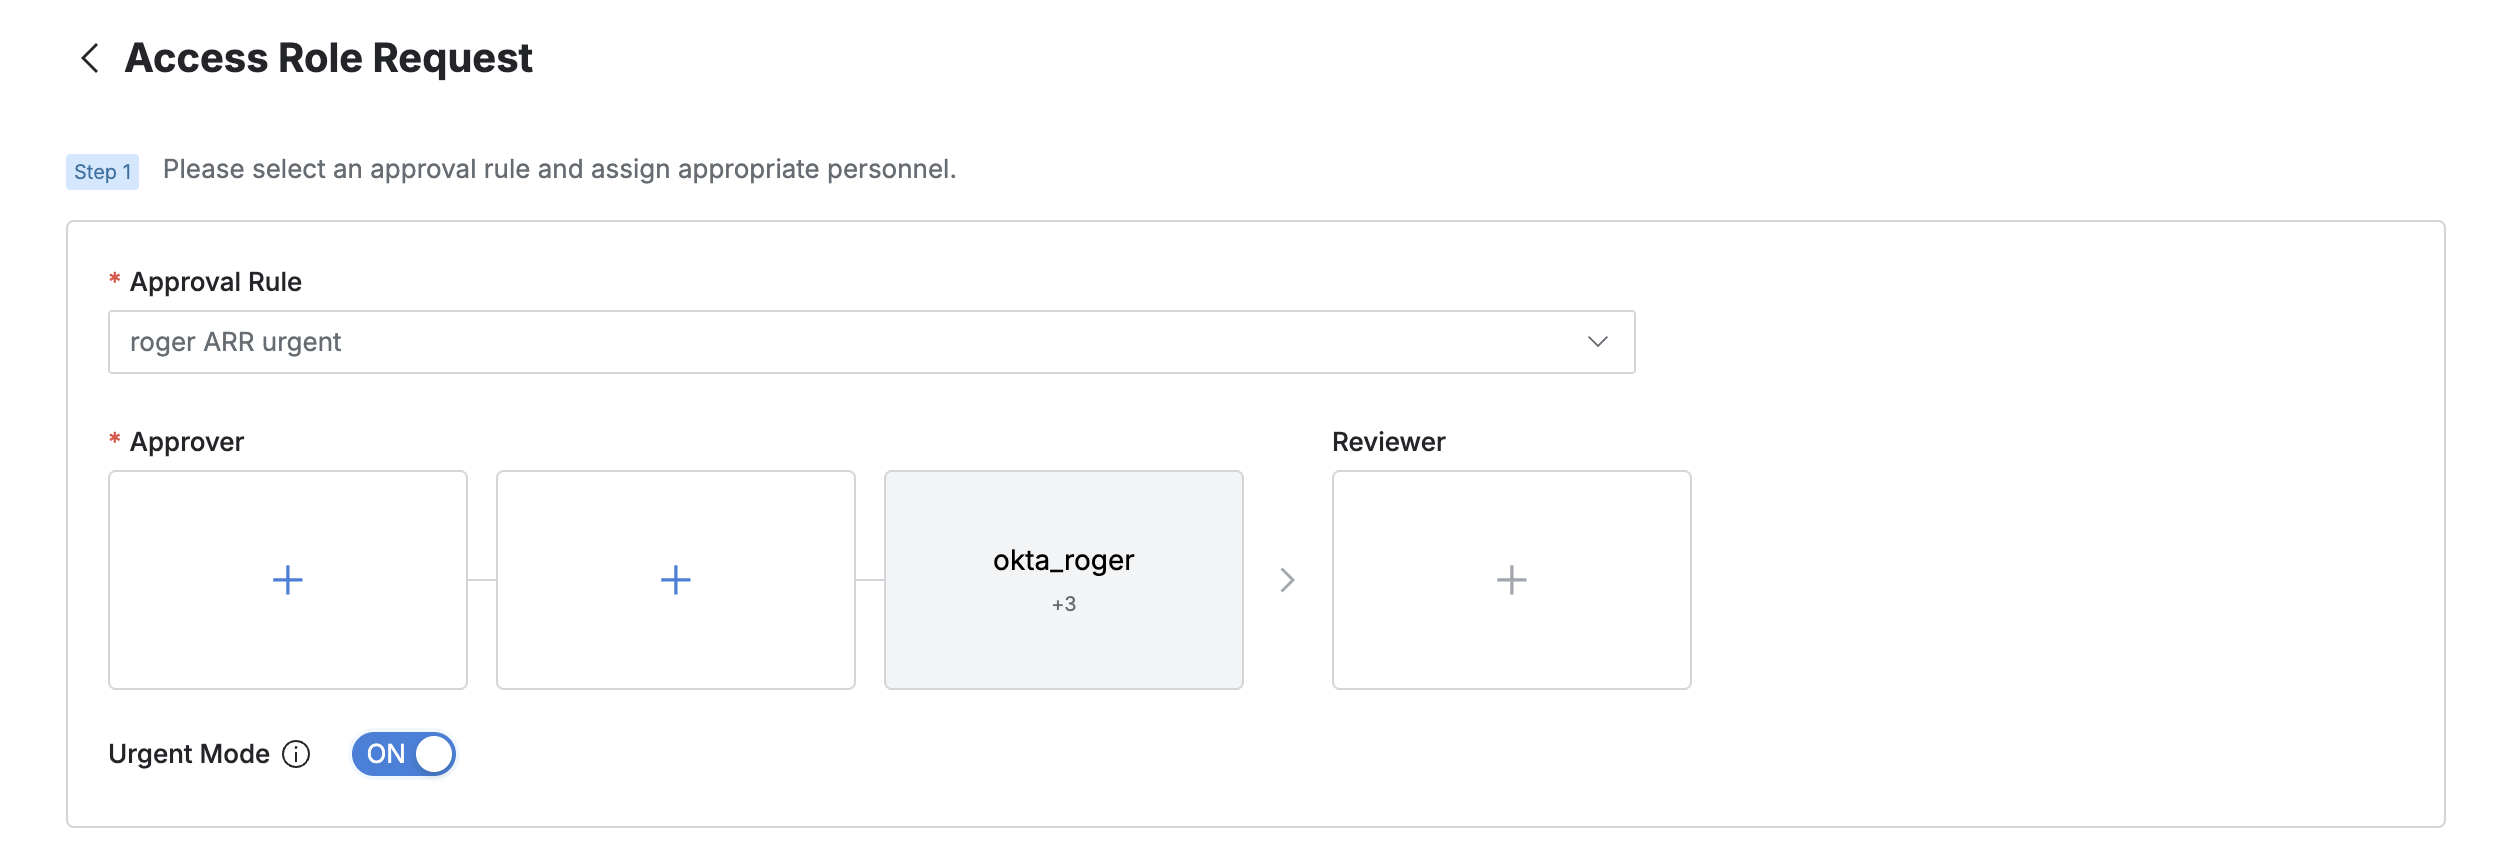 Access Role Request
Step 1 Please select an approval rule and assign appropriate personnel.
* Approval Rule
roger ARR urgent
* Approver
Reviewer
okta_roger
+3
Urgent Mode
ON